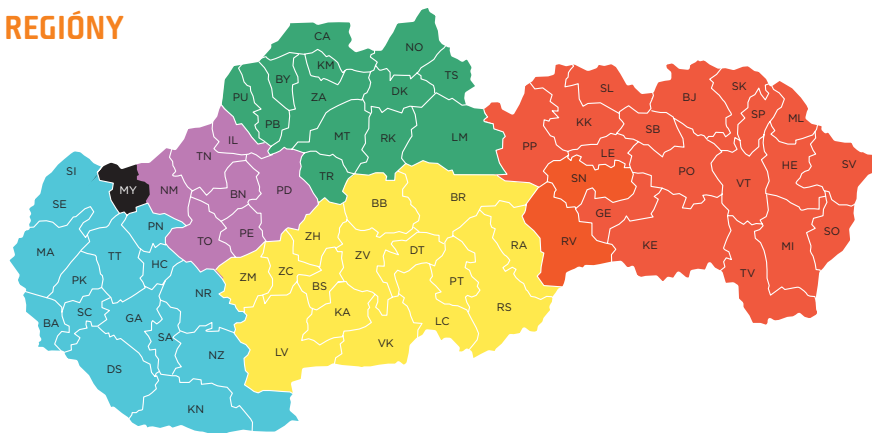 REGIÓNY
CA
NO
KM
BY
TS
PU
ZA
DK
PB
MT
RK
LM
IL
TN
TR
SL
BJ
SK
SP
ML
KK
SB
PP
LE
SN
PO
HE
SV
VT
GE
RV
KE
MI
SO
TV
SI
MY
NM
SE
BN
PD
PN
TO
PE
BB
BR
ZH
RA
MA
TT
HC
ZV
DT
ZM
ZC
PK
NR
BS
PT
BA
SC
GA
KA
RS
LC
SA
VK
NZ
LV
DS
KN